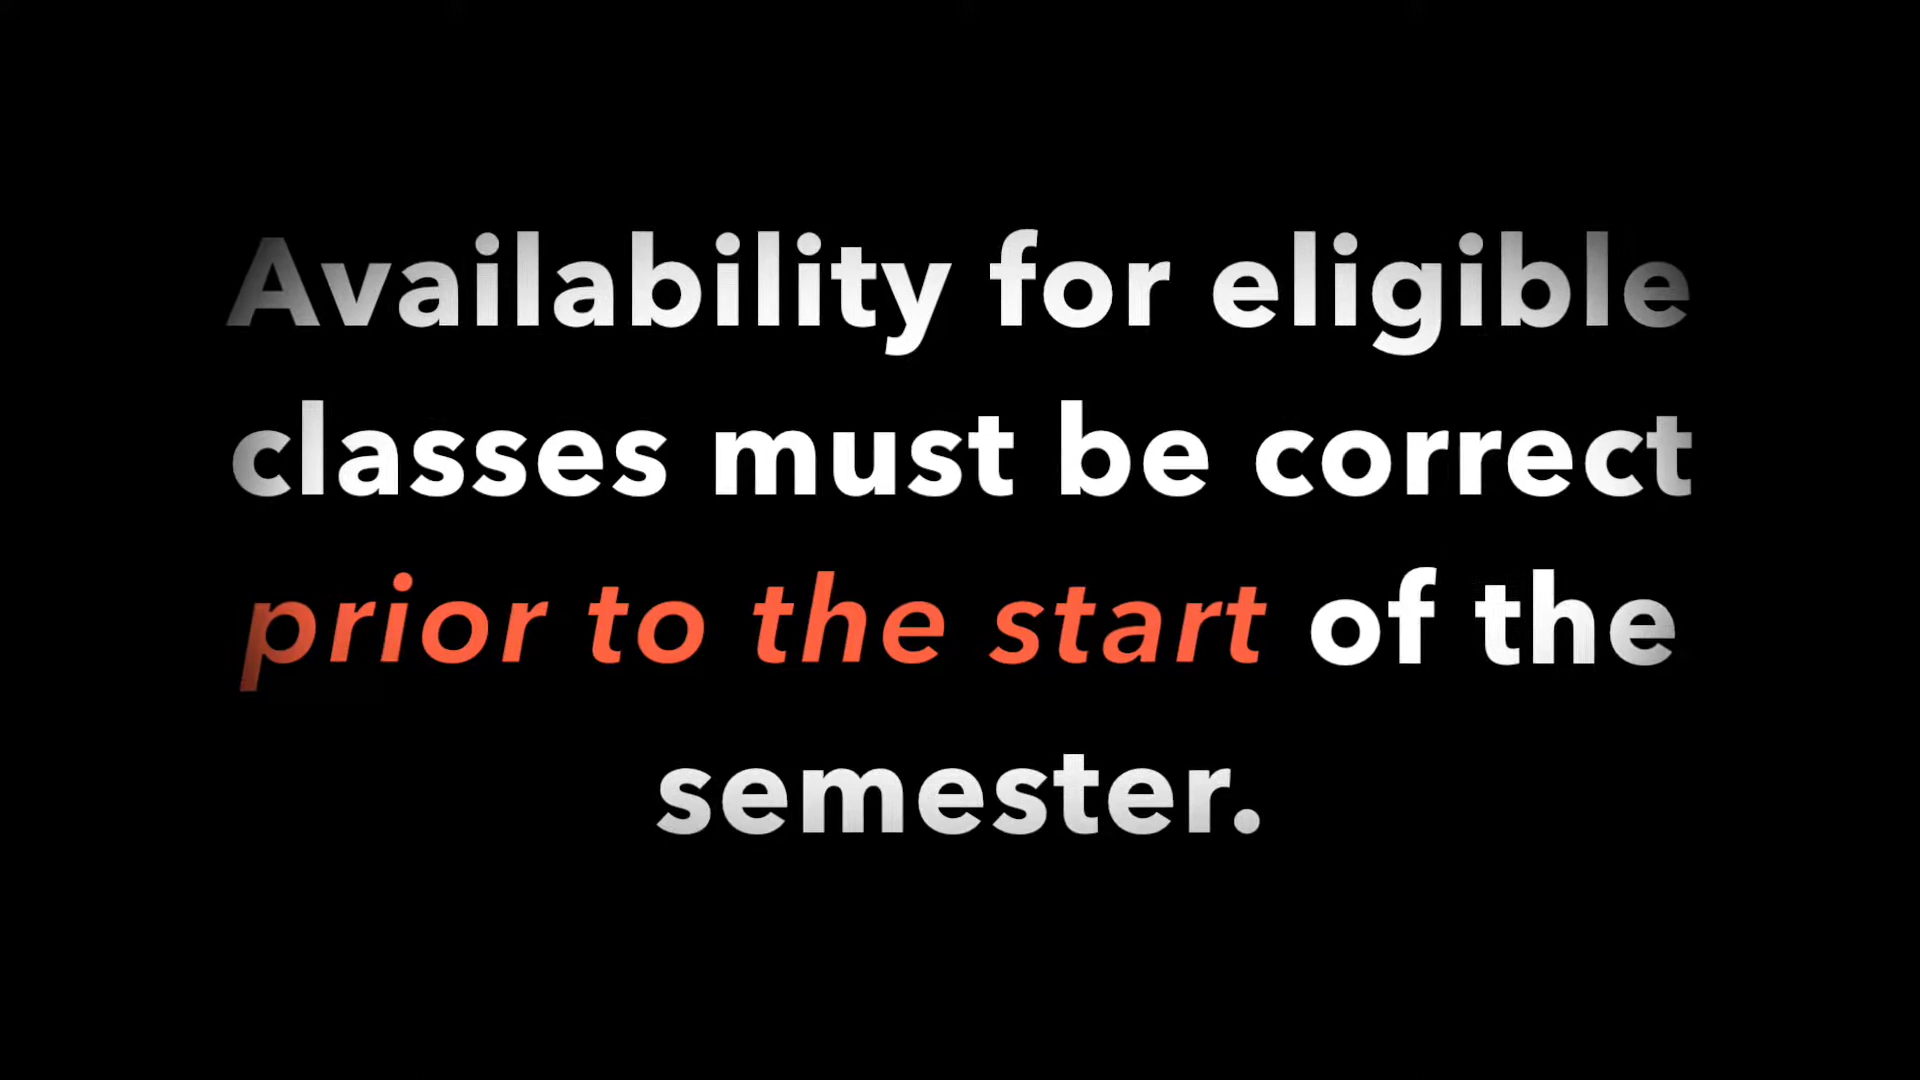 Availability for eligible
classes must be correct
prior to the start of the
semester.